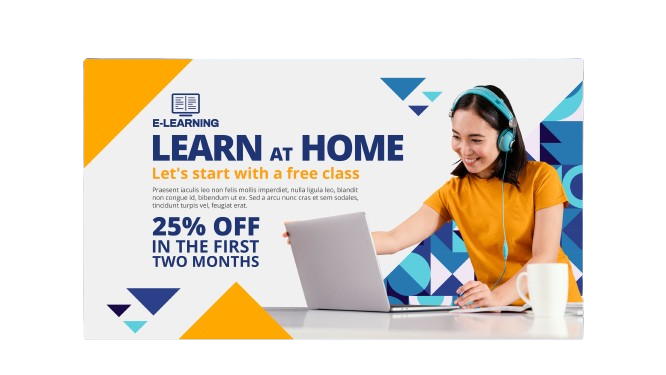 E-LEARNING
LEARN AT HOME
Let's start with a free class
Praesent iaculis leo non felis mollis imperdiet, nulla ligula leo, blandit
non congue id, bibendum ut ex. Sed a arcu nunc cras et sem sodales,
tincidunt turpis vel, feugiat erat.
25% OFF
IN THE FIRST
TWO MONTHS